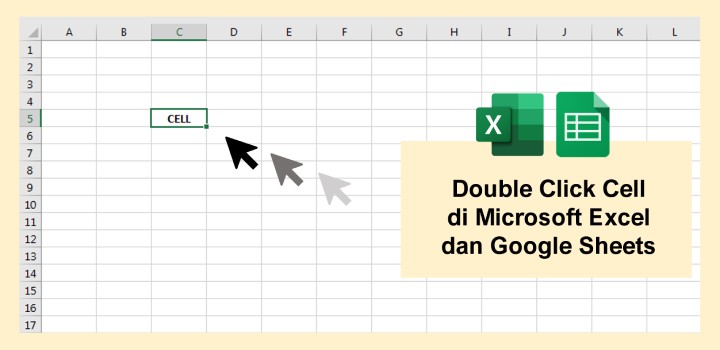 A B C D E F G H I J K L
1
2
3
4
5 CELL
6
7
8
9
10
11
12
13
14
15
16
17
X
Double Click Cell
di Microsoft Excel
dan Google Sheets